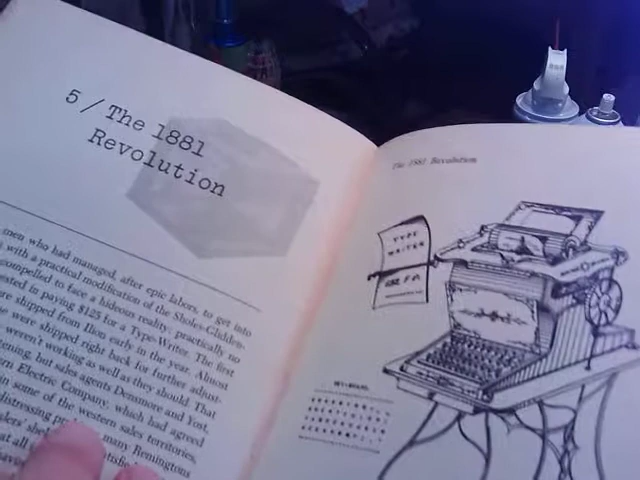 5 / The 1881
Revolution
men who had managed, after epic labors, to get into
with a practical modification of the Sholes-Glidden
compelled to face a hideous reality: practically no
ested in paying $125 for a Type-Writer. The first
re shipped from Ilion early in the year. Almost
were shipped right back for further adjust-
weren't working as well as they should. That
tening, but sales agents Densmore and Yost,
ern Electric Company, which had agreed
in some of the western sales territories,
distressing
many Remingtons
The 1881 Revolution
TYPE
WRITER